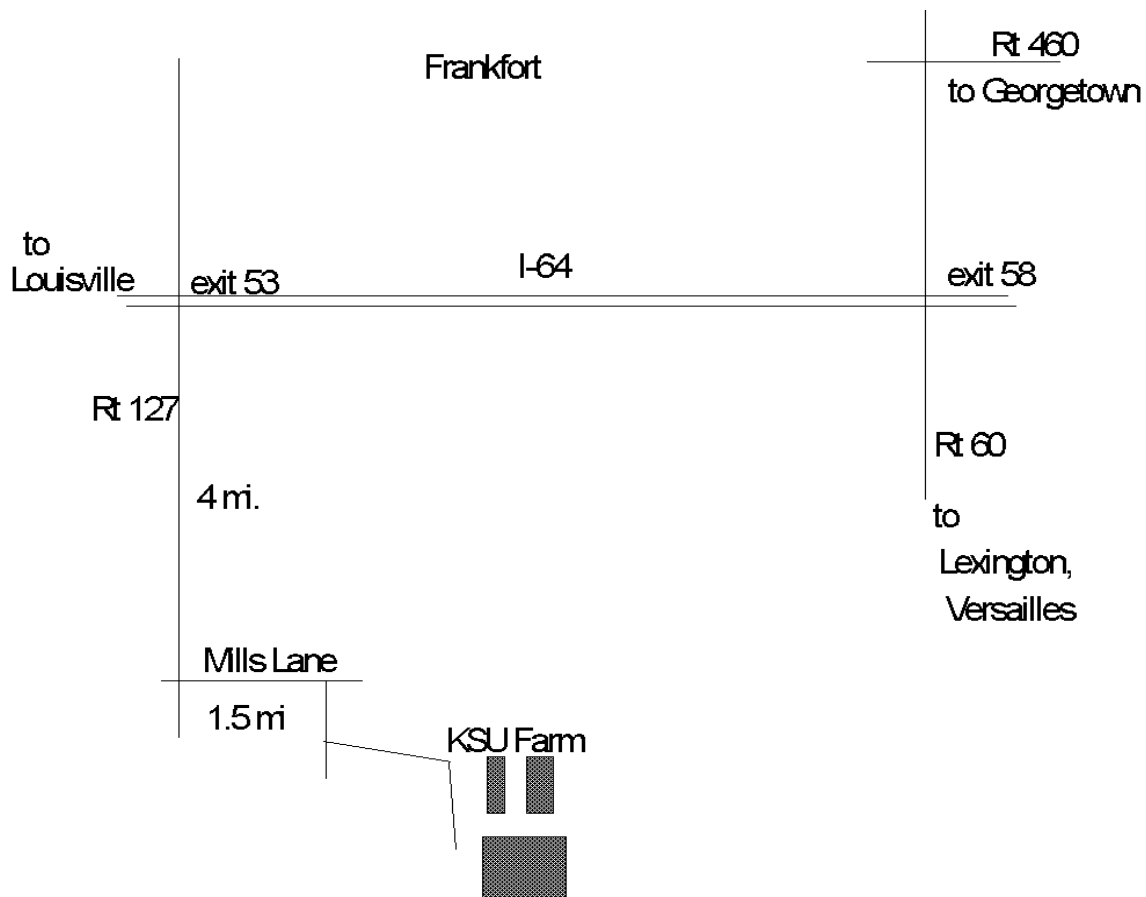 Rt 460
Frankfort
to Georgetown
to
Louisville
exit 53
I-64
exit 58
Rt 127
Rt 60
4 mi.
to
Lexington,
Versailles
Mills Lane
1.5 mi
KSU Farm